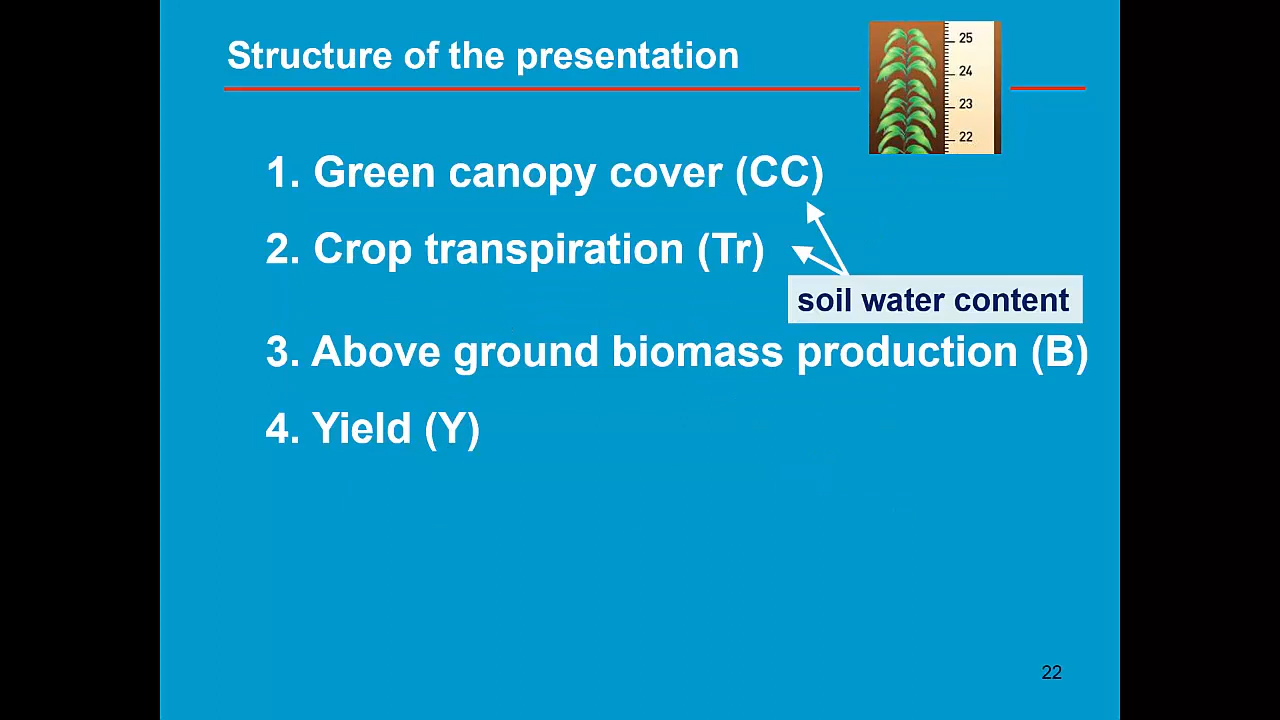 Structure of the presentation
25
24
23
22
1. Green canopy cover (CC)
2. Crop transpiration (Tr)
soil water content
3. Above ground biomass production (B)
4. Yield (Y)
22